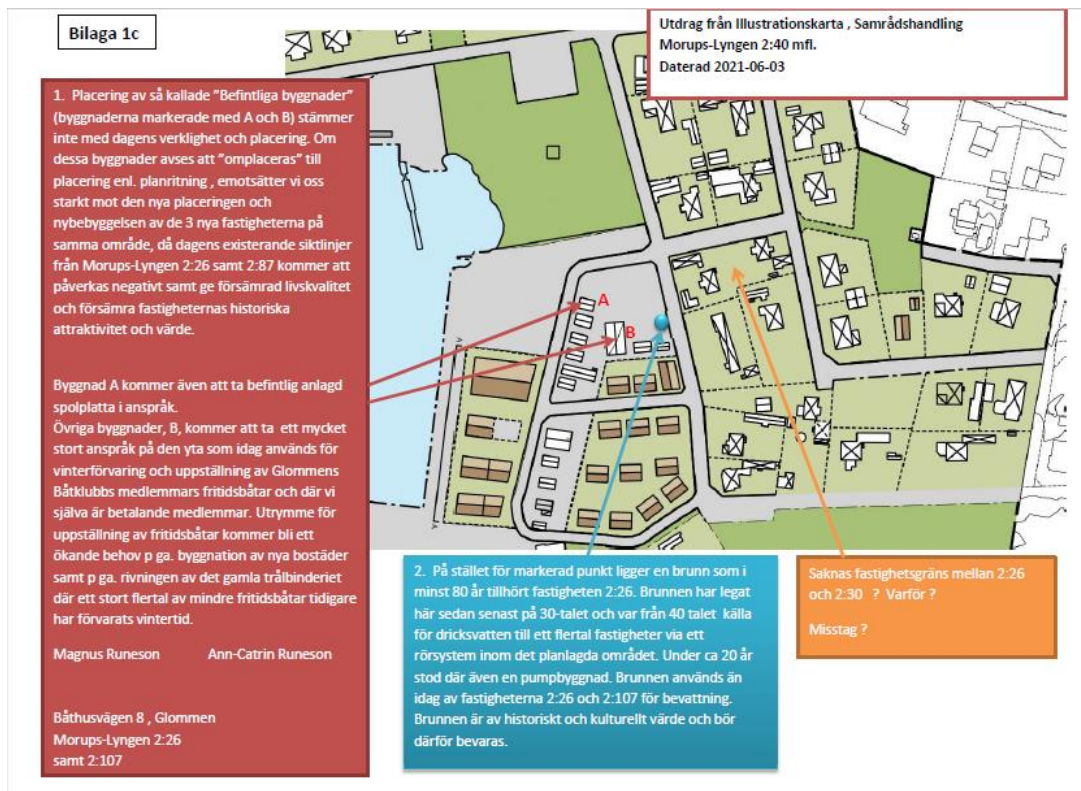 Bilaga 1c
Utdrag från Illustrationskarta , Samrådshandling
Morups-Lyngen 2:40 mfl.
Daterad 2021-06-03
1. Placering av så kallade ”Befintliga byggnader”
(byggnaderna markerade med A och B) stämmer
inte med dagens verklighet och placering. Om
dessa byggnader avses att ”omplaceras” till
placering enl. planritning , emotsätter vi oss
starkt mot den nya placeringen och
nybebyggelsen av de 3 nya fastigheterna på
samma område, då dagens existerande siktlinjer
från Morups-Lyngen 2:26 samt 2:87 kommer att
påverkas negativt samt ge försämrad livskvalitet
och försämra fastigheternas historiska
attraktivitet och värde.
Byggnad A kommer även att ta befintlig anlagd
spolplatta i anspråk.
Övriga byggnader, B, kommer att ta ett mycket
stort anspråk på den yta som idag används för
vinterförvaring och uppställning av Glommens
Båtklubbs medlemmars fritidsbåtar och där vi
själva är betalande medlemmar. Utrymme för
uppställning av fritidsbåtar kommer bli ett
ökande behov p ga. byggnation av nya bostäder
samt p ga. rivningen av det gamla trålbinderiet
där ett stort flertal av mindre fritidsbåtar tidigare
har förvarats vintertid.
Magnus Runeson Ann-Catrin Runeson
Båthusvägen 8 , Glommen
Morups-Lyngen 2:26
samt 2:107
A
B
2. På stället för markerad punkt ligger en brunn som i
minst 80 år tillhört fastigheten 2:26. Brunnen har legat
här sedan senast på 30-talet och var från 40 talet källa
för dricksvatten till ett flertal fastigheter via ett
rörsystem inom det planlagda området. Under ca 20 år
stod där även en pumpbyggnad. Brunnen används än
idag av fastigheterna 2:26 och 2:107 för bevattning.
Brunnen är av historiskt och kulturellt värde och bör
därför bevaras.
Saknas fastighetsgräns mellan 2:26
och 2:30 ? Varför ?
Misstag ?